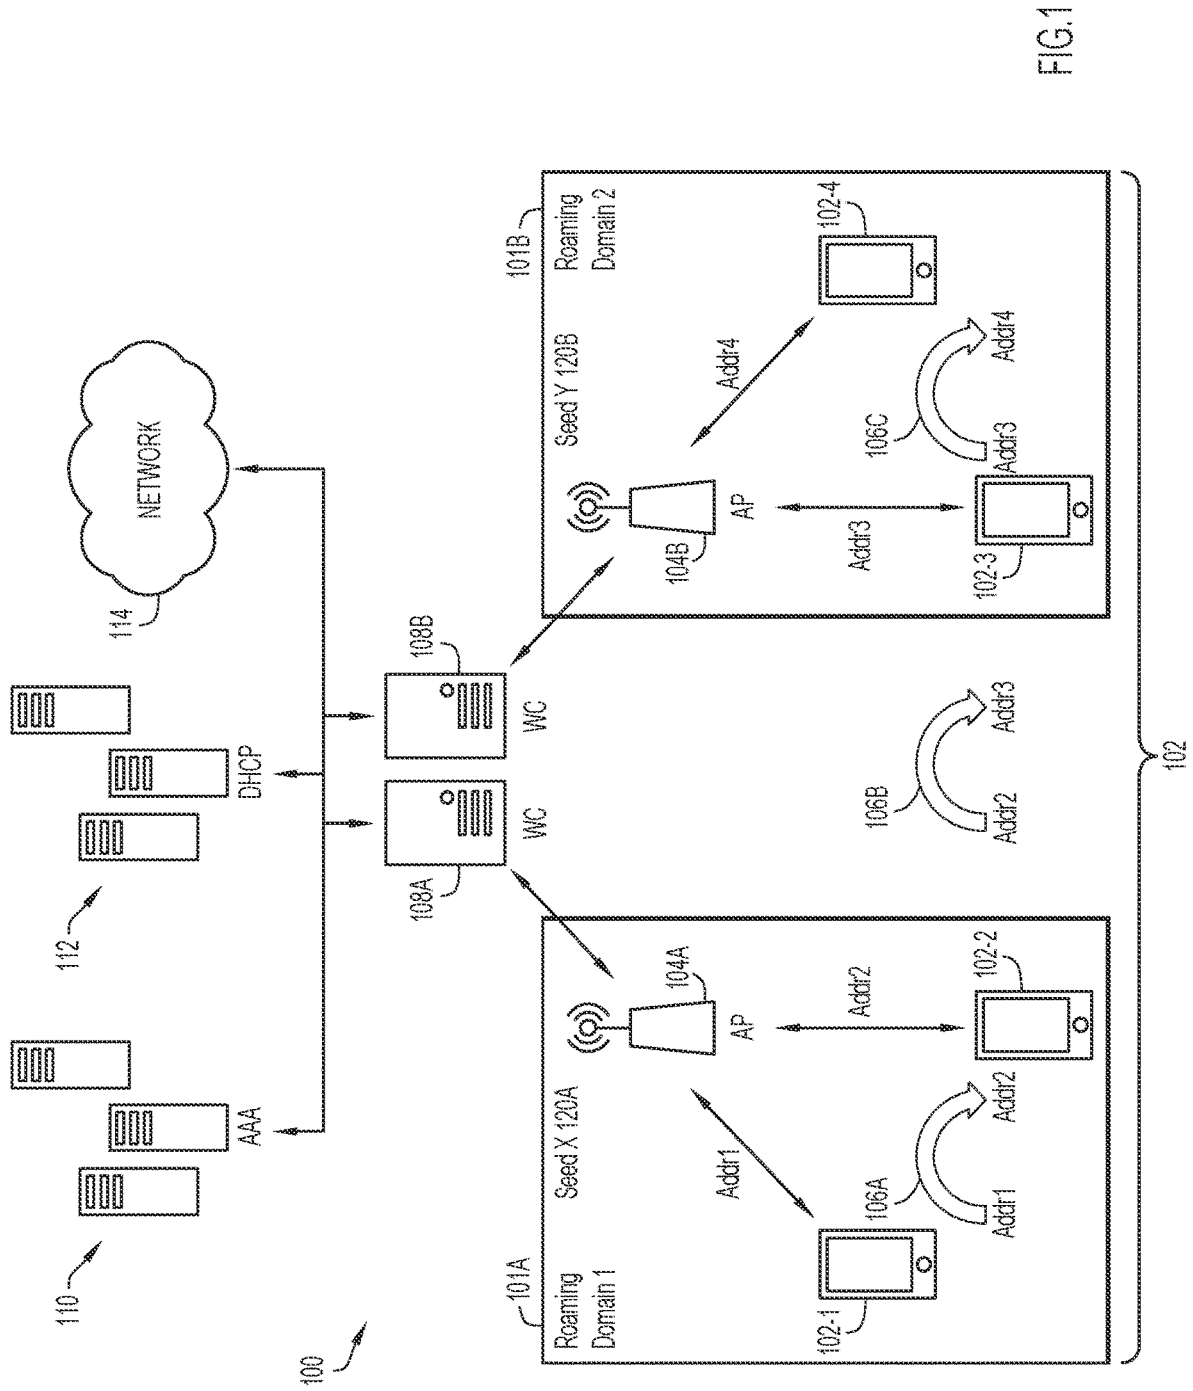 100
110
AAA
112
DHCP
114
NETWORK
108A
WC
108B
WC
101A
Roaming
Domain 1
Seed X 120A
104A
AP
Addr1
Addr2
102-1
102-2
106A
Addr1
Addr2
106B
Addr2
Addr3
101B
Roaming
Domain 2
Seed Y 120B
104B
AP
Addr3
Addr4
102-3
102-4
106C
Addr3
Addr4
102
FIG.1